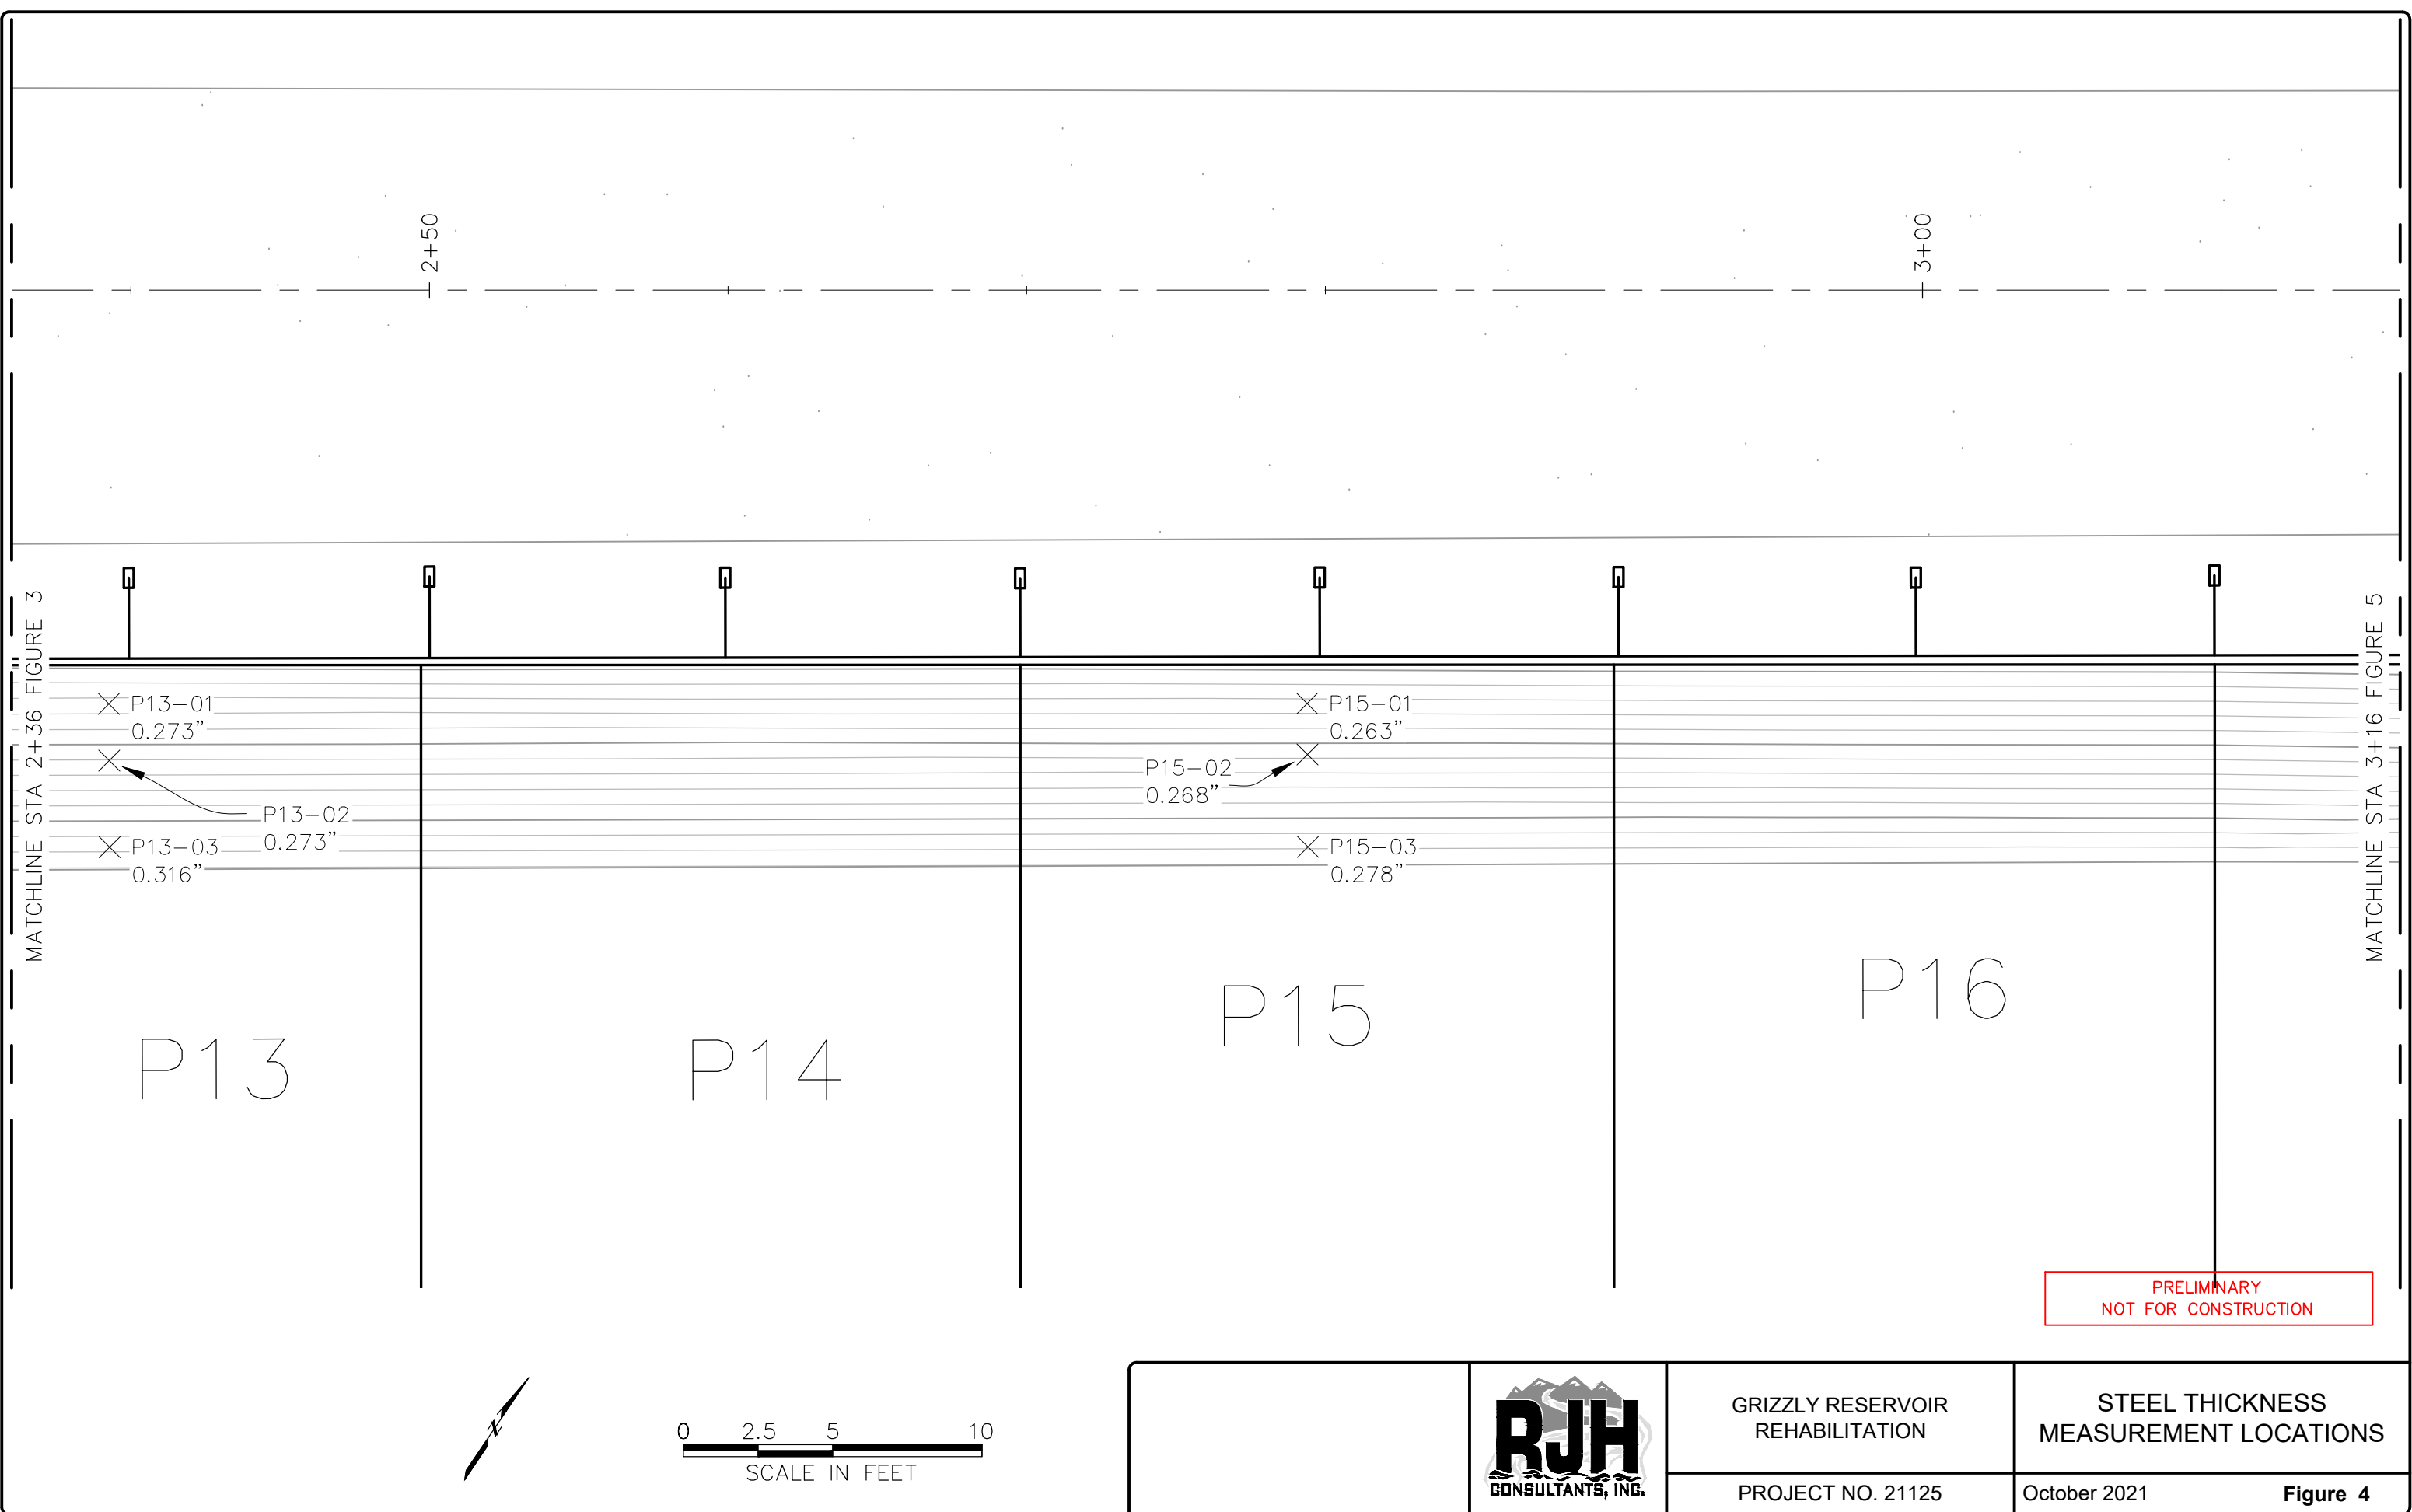 2+50
3+00
MATCHLINE STA 2+36 FIGURE 3
MATCHLINE STA 3+16 FIGURE 5
P13-01
0.273"
P13-02
0.273"
P13-03
0.316"
P15-01
0.263"
P15-02
0.268"
P15-03
0.278"
P13
P14
P15
P16
PRELIMINARY
NOT FOR CONSTRUCTION
N
0 2.5 5 10
SCALE IN FEET
RJH
CONSULTANTS, INC.
GRIZZLY RESERVOIR
REHABILITATION
PROJECT NO. 21125
STEEL THICKNESS
MEASUREMENT LOCATIONS
October 2021
Figure 4